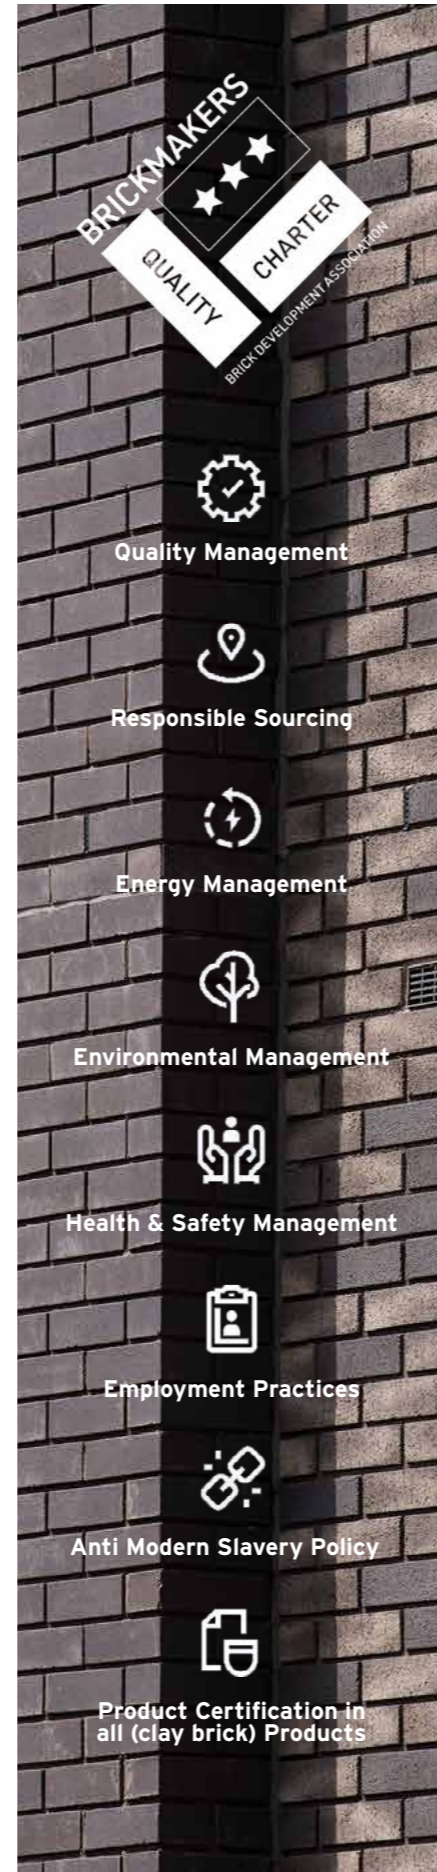 BRICKMAKERS
QUALITY
CHARTER
BRICK DEVELOPMENT ASSOCIATION
Quality Management
Responsible Sourcing
Energy Management
Environmental Management
Health & Safety Management
Employment Practices
Anti Modern Slavery Policy
Product Certification in
all (clay brick) Products